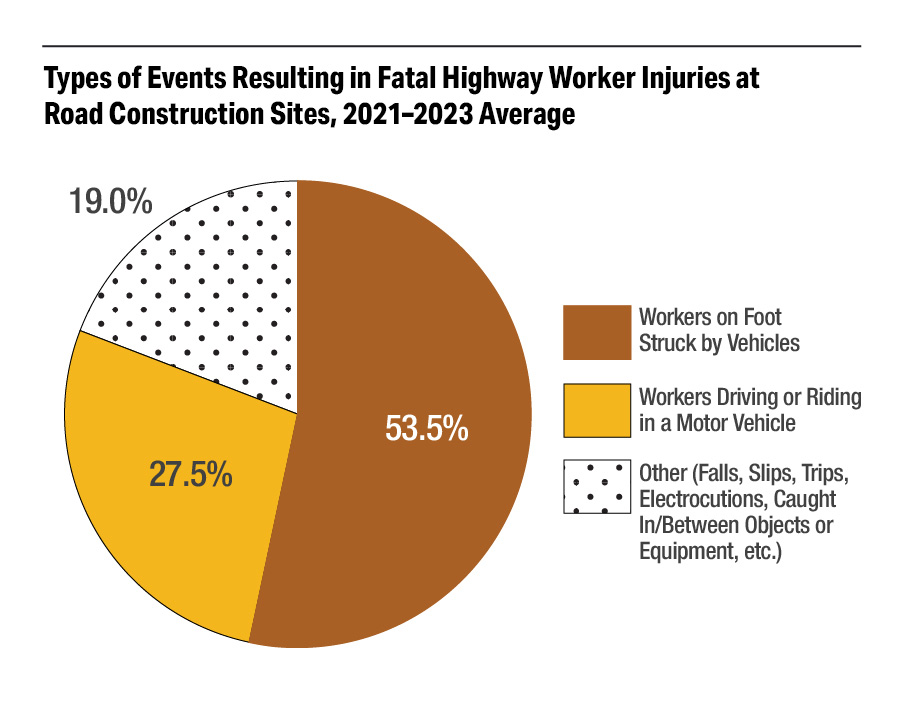 Types of Events Resulting in Fatal Highway Worker Injuries at
Road Construction Sites, 2021–2023 Average
19.0%
53.5%
27.5%
Workers on Foot
Struck by Vehicles
Workers Driving or Riding
in a Motor Vehicle
Other (Falls, Slips, Trips,
Electrocutions, Caught
In/Between Objects or
Equipment, etc.)